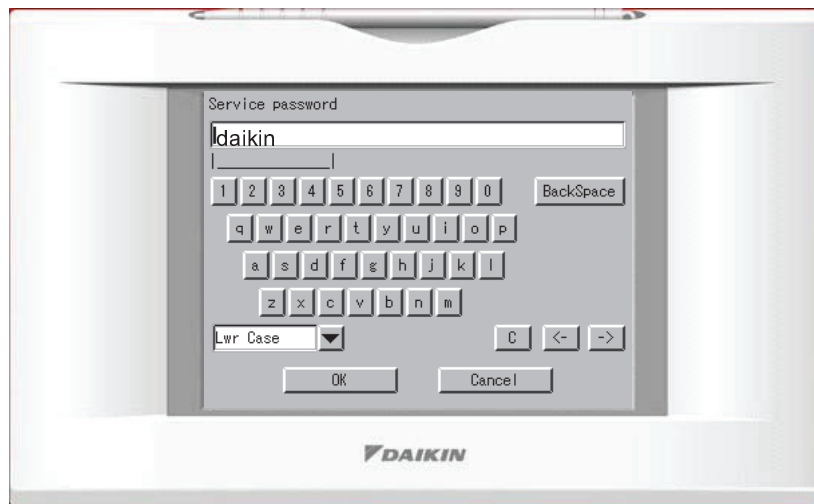 Service password
daikin
1 2 3 4 5 6 7 8 9 0 BackSpace
q w e r t y u i o p
a s d f g h j k l
z x c v b n m
Lwr Case C <- ->
OK Cancel
DAIKIN